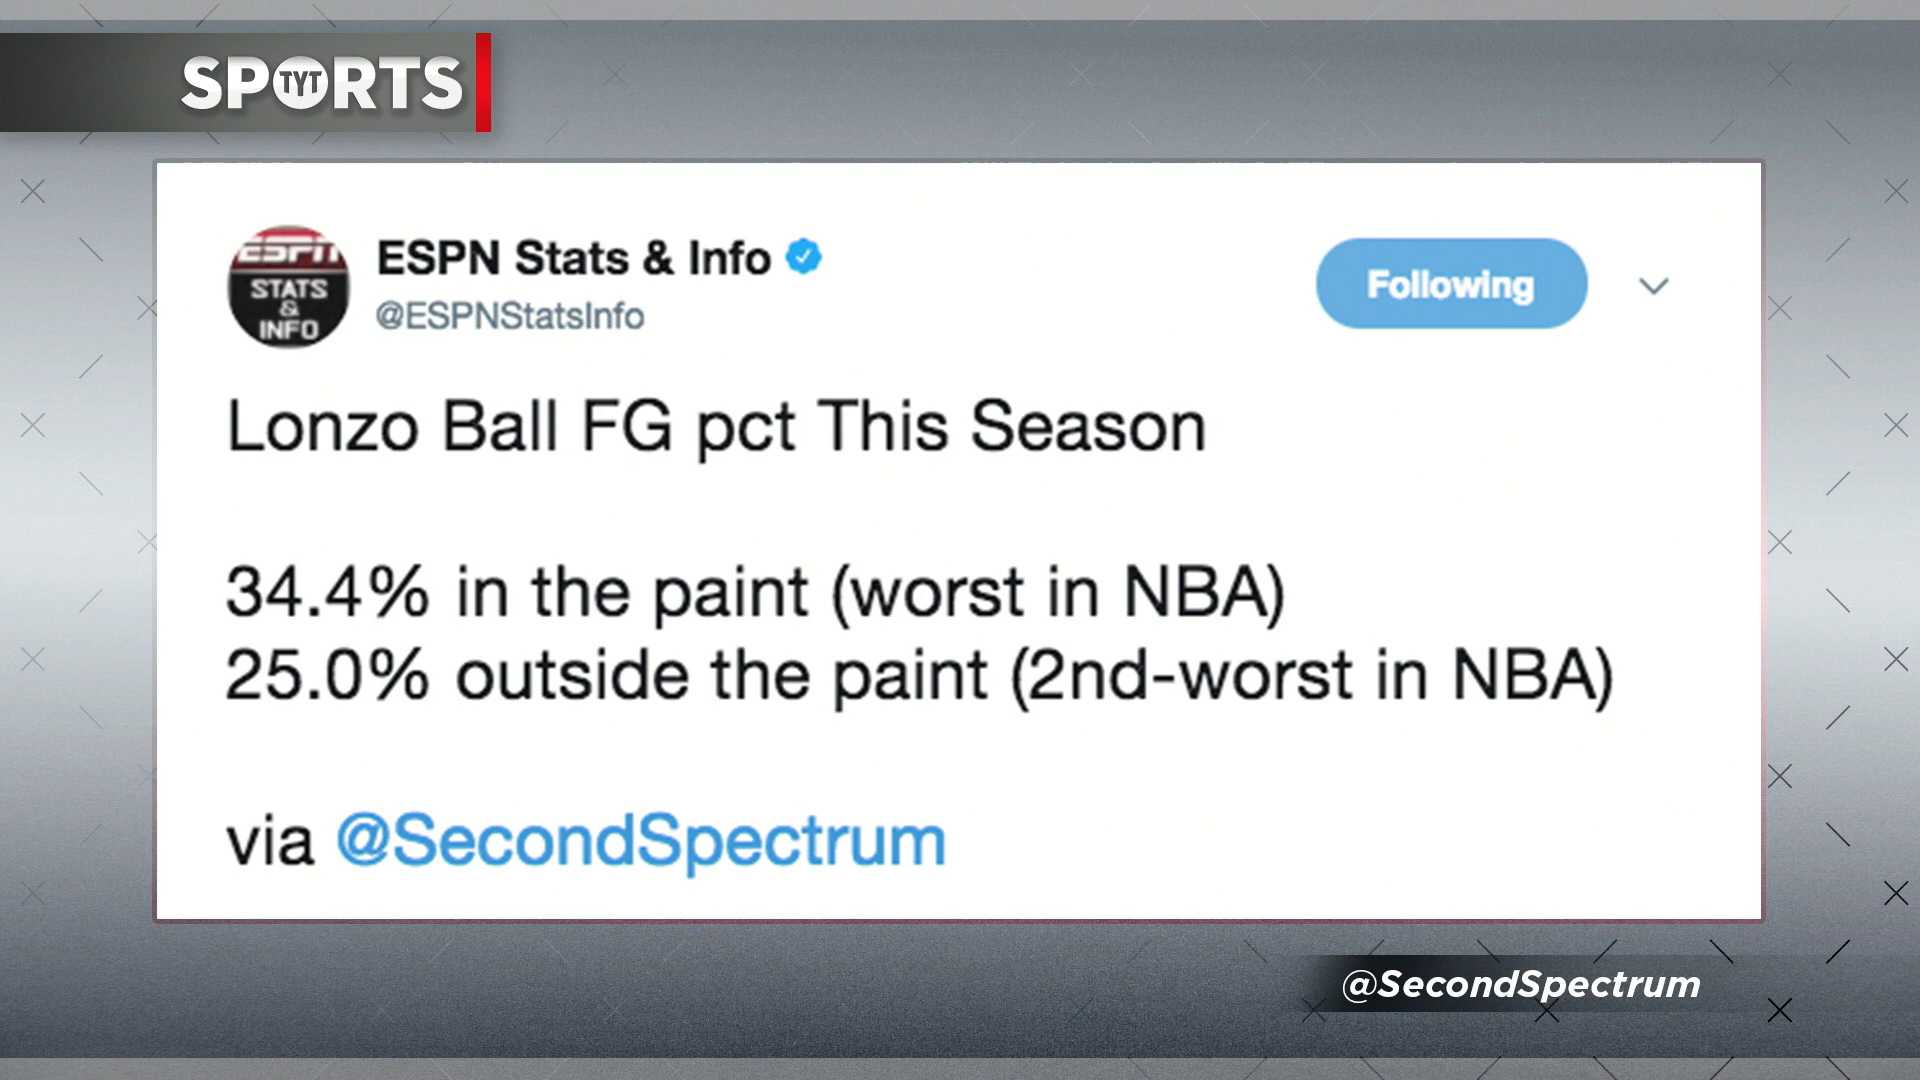 SPORTS
TYT
ESPN
STATS
&
INFO
ESPN Stats & Info
@ESPNStatsInfo
Following
Lonzo Ball FG pct This Season
34.4% in the paint (worst in NBA)
25.0% outside the paint (2nd-worst in NBA)
via @SecondSpectrum
@SecondSpectrum